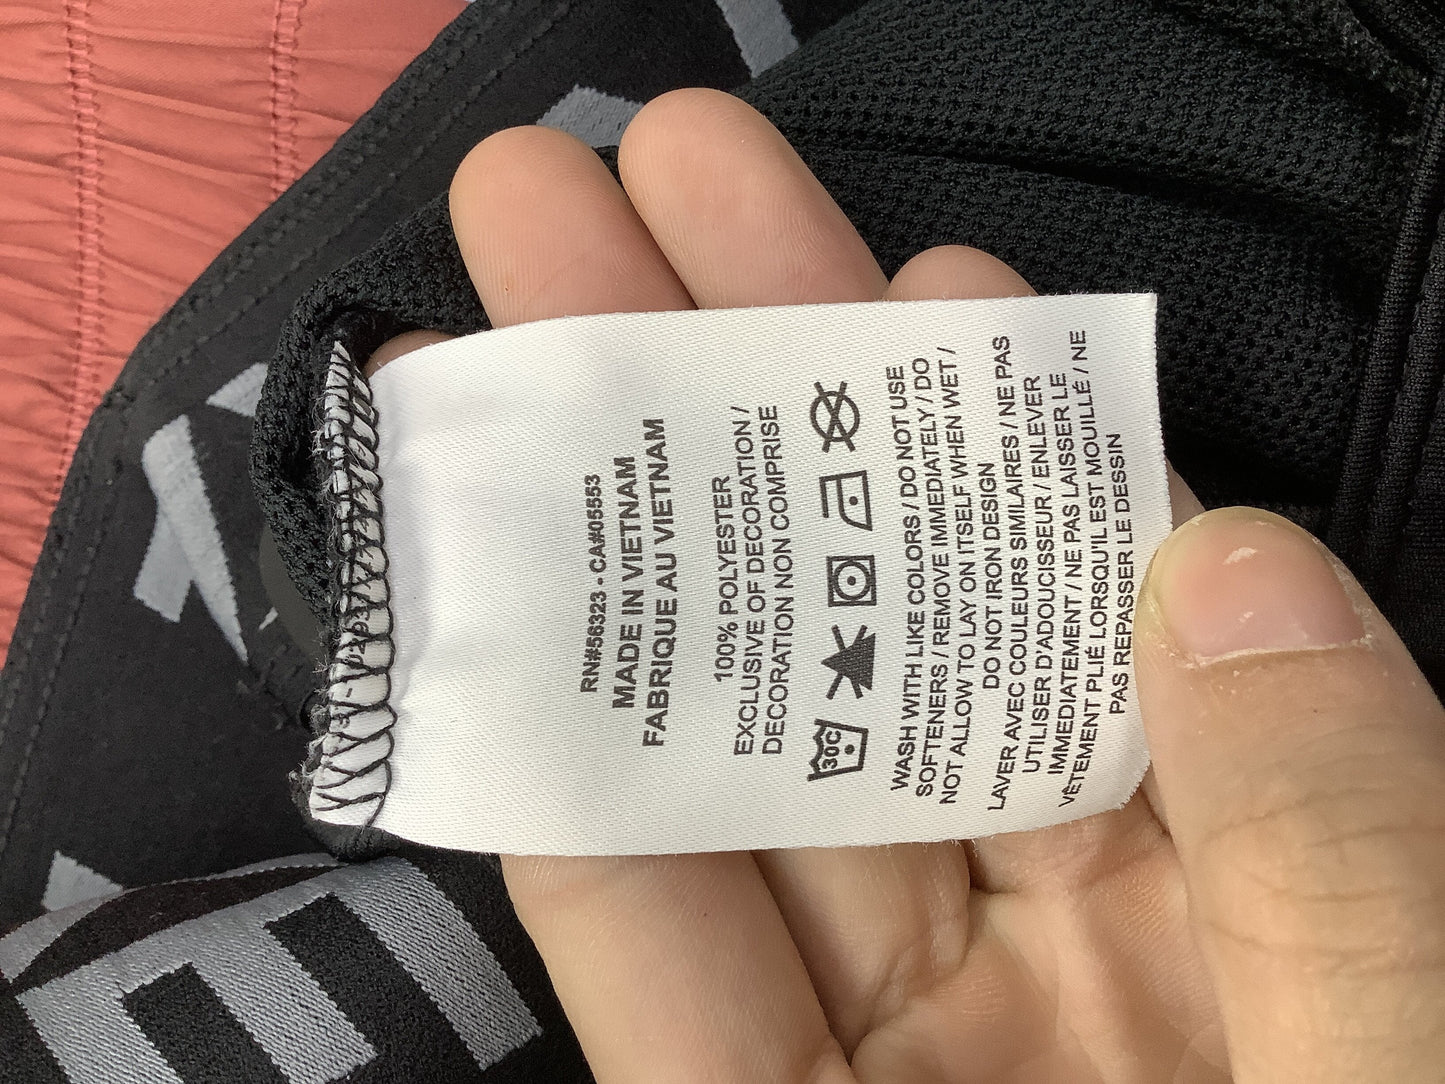 RN#56323 - CA#05553
MADE IN VIETNAM
FABRIQUE AU VIETNAM
100% POLYESTER
EXCLUSIVE OF DECORATION /
DECORATION NON COMPRISE
30C
WASH WITH LIKE COLORS / DO NOT USE
SOFTENERS / REMOVE IMMEDIATELY / DO
NOT ALLOW TO LAY ON ITSELF WHEN WET /
DO NOT IRON DESIGN
LAVER AVEC COULEURS SIMILAIRES / NE PAS
UTILISER D'ADOUCISSEUR / ENLEVER
IMMEDIATEMENT / NE PAS LAISSER LE
VÊTEMENT PLIÉ LORSQU'IL EST MOUILLÉ / NE
PAS REPASSER LE DESSIN